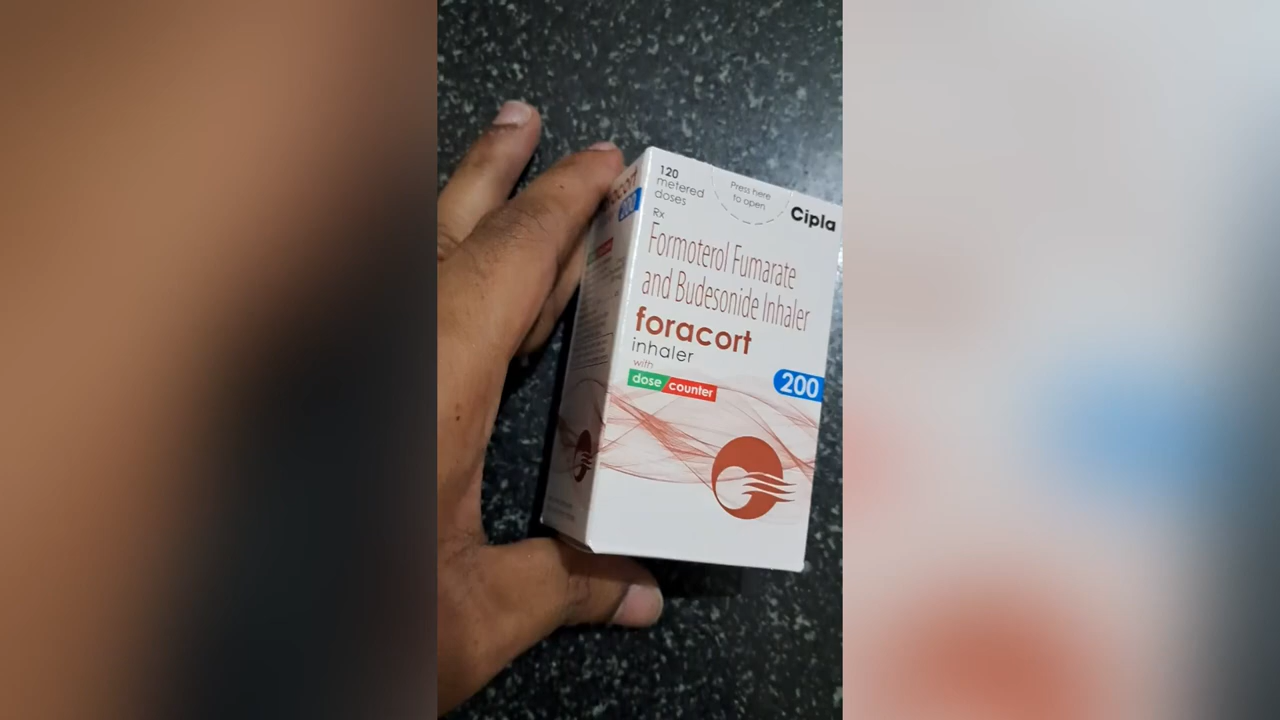 120
metered
doses
Press here
to open
Cipla
Rx
Formoterol Fumarate
and Budesonide Inhaler
foracort
inhaler
with
dose/counter
200
200